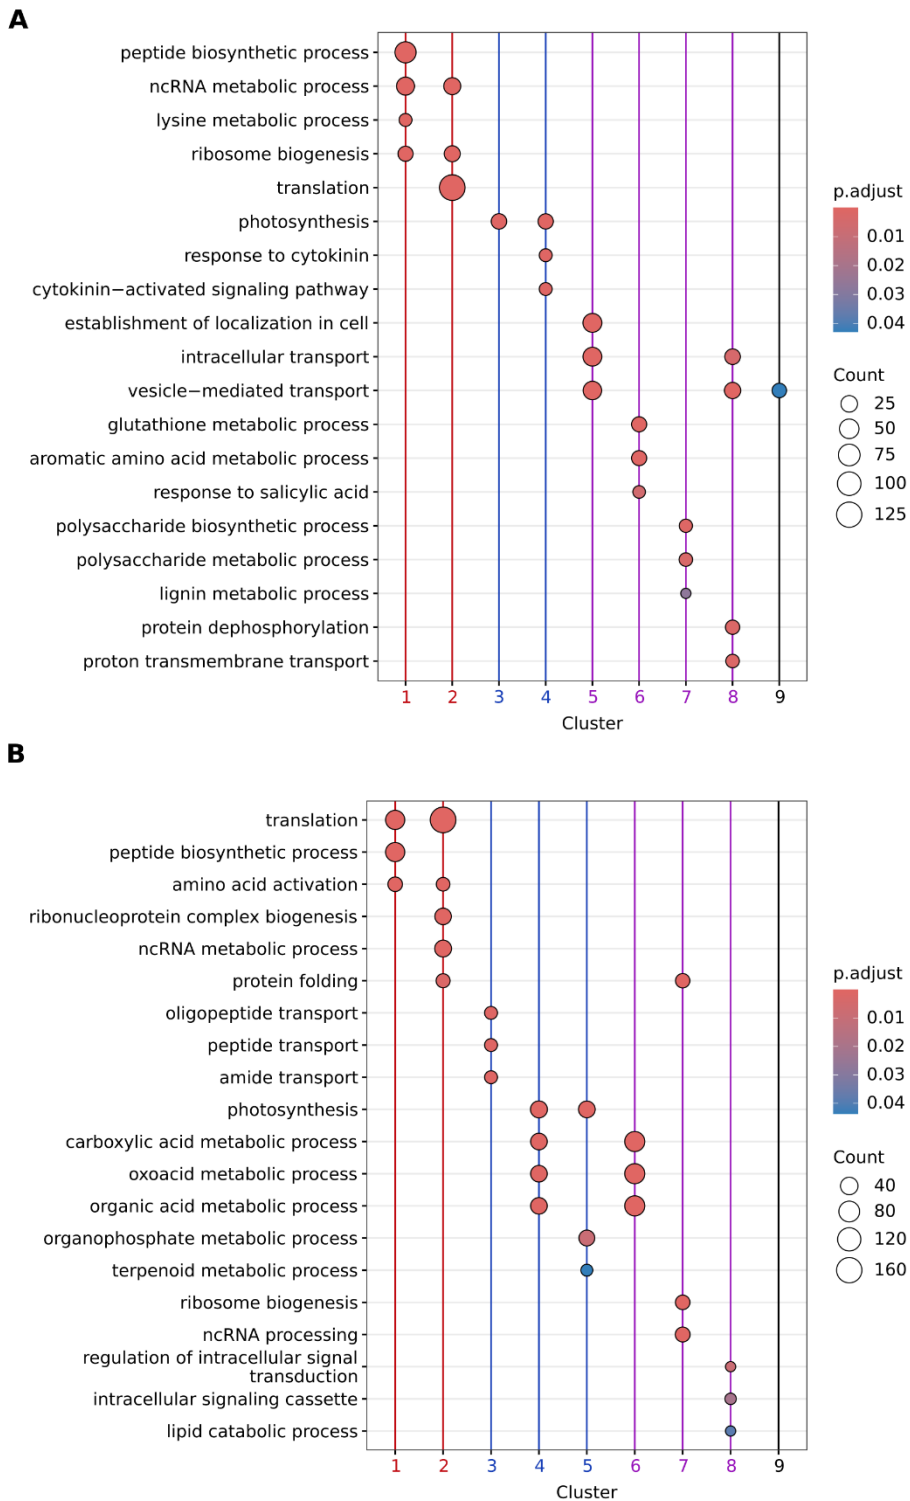 A
peptide biosynthetic process
ncRNA metabolic process
lysine metabolic process
ribosome biogenesis
translation
photosynthesis
response to cytokinin
cytokinin−activated signaling pathway
establishment of localization in cell
intracellular transport
vesicle−mediated transport
glutathione metabolic process
aromatic amino acid metabolic process
response to salicylic acid
polysaccharide biosynthetic process
polysaccharide metabolic process
lignin metabolic process
protein dephosphorylation
proton transmembrane transport
1 2 3 4 5 6 7 8 9
Cluster
p.adjust
0.01
0.02
0.03
0.04
Count
25
50
75
100
125
B
translation
peptide biosynthetic process
amino acid activation
ribonucleoprotein complex biogenesis
ncRNA metabolic process
protein folding
oligopeptide transport
peptide transport
amide transport
photosynthesis
carboxylic acid metabolic process
oxoacid metabolic process
organic acid metabolic process
organophosphate metabolic process
terpenoid metabolic process
ribosome biogenesis
ncRNA processing
regulation of intracellular signal
transduction
intracellular signaling cassette
lipid catabolic process
1 2 3 4 5 6 7 8 9
Cluster
p.adjust
0.01
0.02
0.03
0.04
Count
40
80
120
160